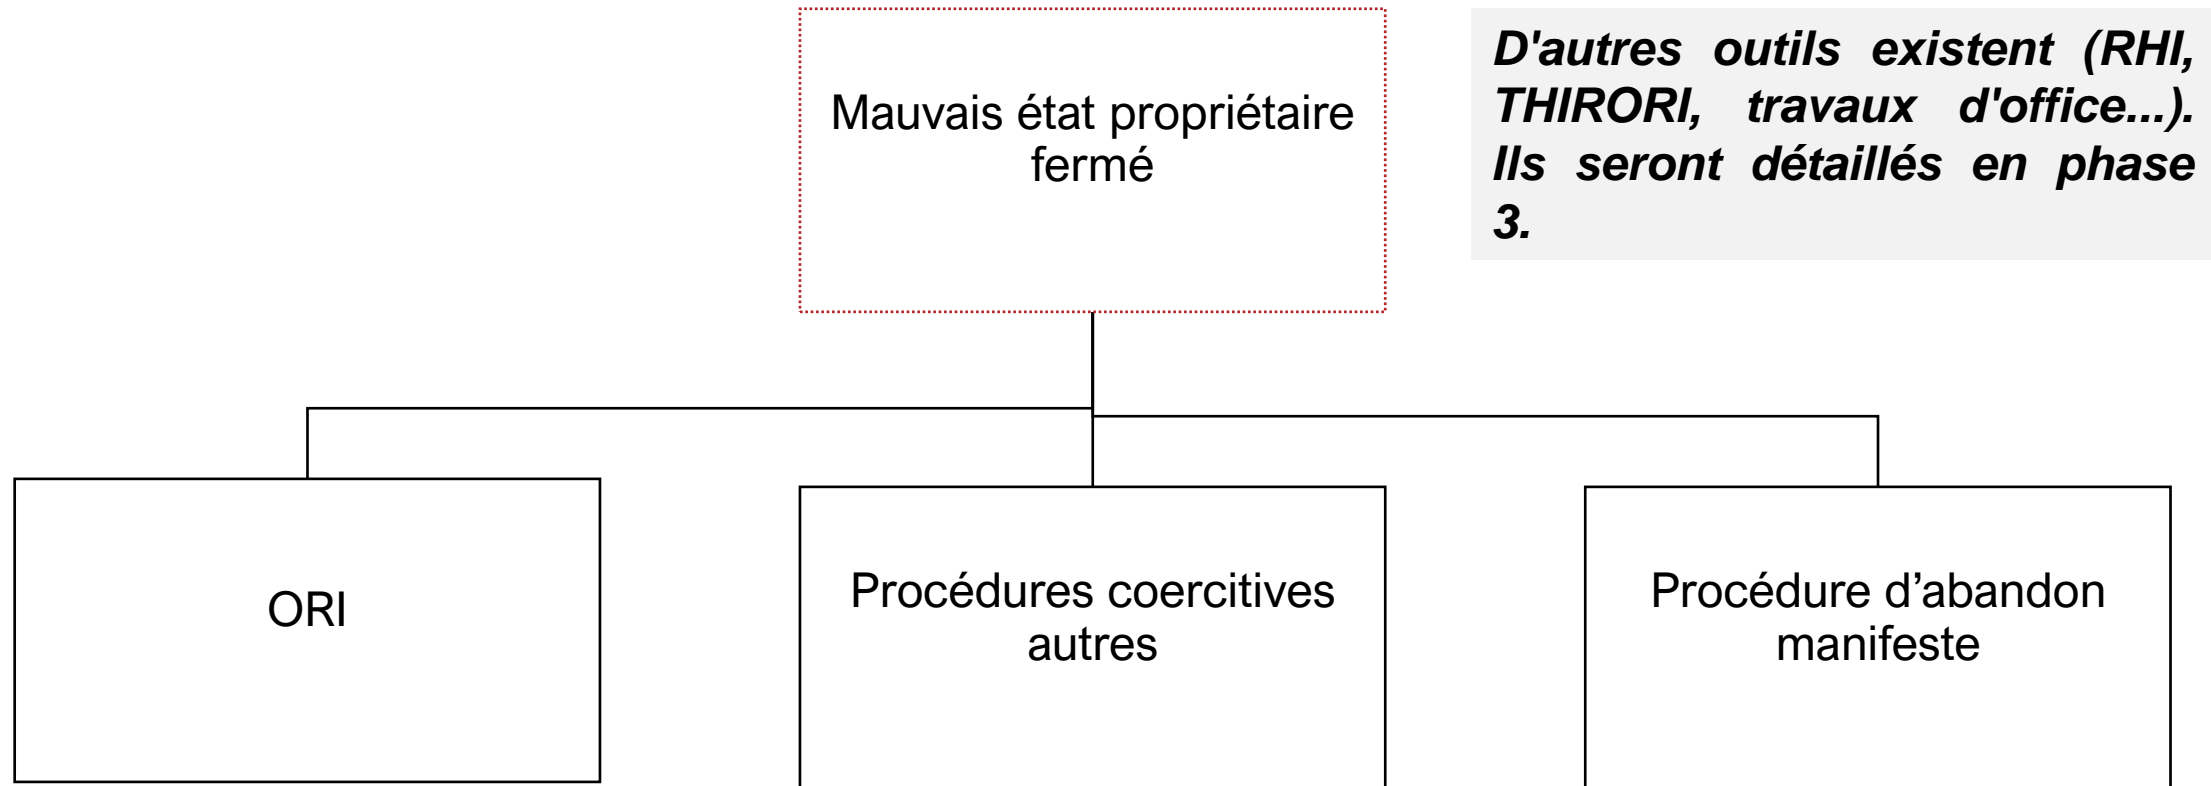 Mauvais état propriétaire
fermé
D'autres outils existent (RHI,
THIRORI, travaux d'office...).
Ils seront détaillés en phase
3.
ORI
Procédures coercitives
autres
Procédure d’abandon
manifeste